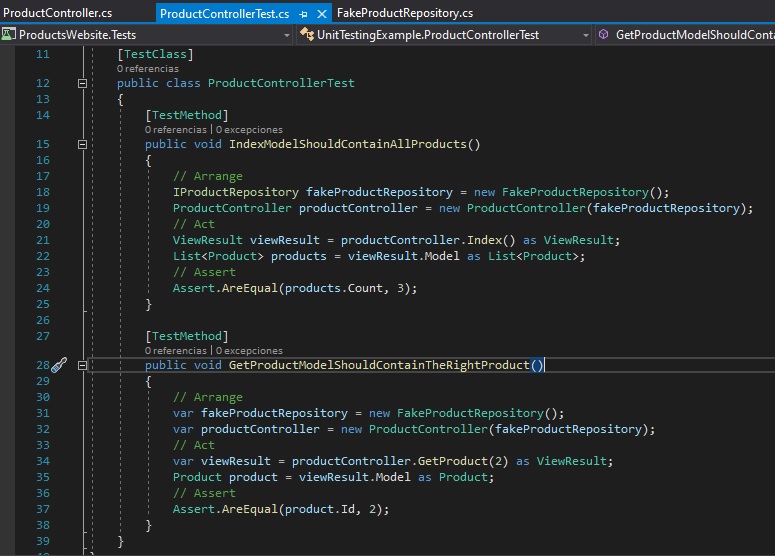 ProductController.cs ProductControllerTest.cs FakeProductRepository.cs
ProductsWebsite.Tests UnitTestingExample.ProductControllerTest GetProductModelShouldConta
11 [TestClass]
0 referencias
12 public class ProductControllerTest
13 {
14 [TestMethod]
0 referencias | 0 excepciones
15 public void IndexModelShouldContainAllProducts()
16 {
17 // Arrange
18 IProductRepository fakeProductRepository = new FakeProductRepository();
19 ProductController productController = new ProductController(fakeProductRepository);
20 // Act
21 ViewResult viewResult = productController.Index() as ViewResult;
22 List<Product> products = viewResult.Model as List<Product>;
23 // Assert
24 Assert.AreEqual(products.Count, 3);
25 }
26
27 [TestMethod]
0 referencias | 0 excepciones
28 public void GetProductModelShouldContainTheRightProduct()
29 {
30 // Arrange
31 var fakeProductRepository = new FakeProductRepository();
32 var productController = new ProductController(fakeProductRepository);
33 // Act
34 var viewResult = productController.GetProduct(2) as ViewResult;
35 Product product = viewResult.Model as Product;
36 // Assert
37 Assert.AreEqual(product.Id, 2);
38 }
39 }